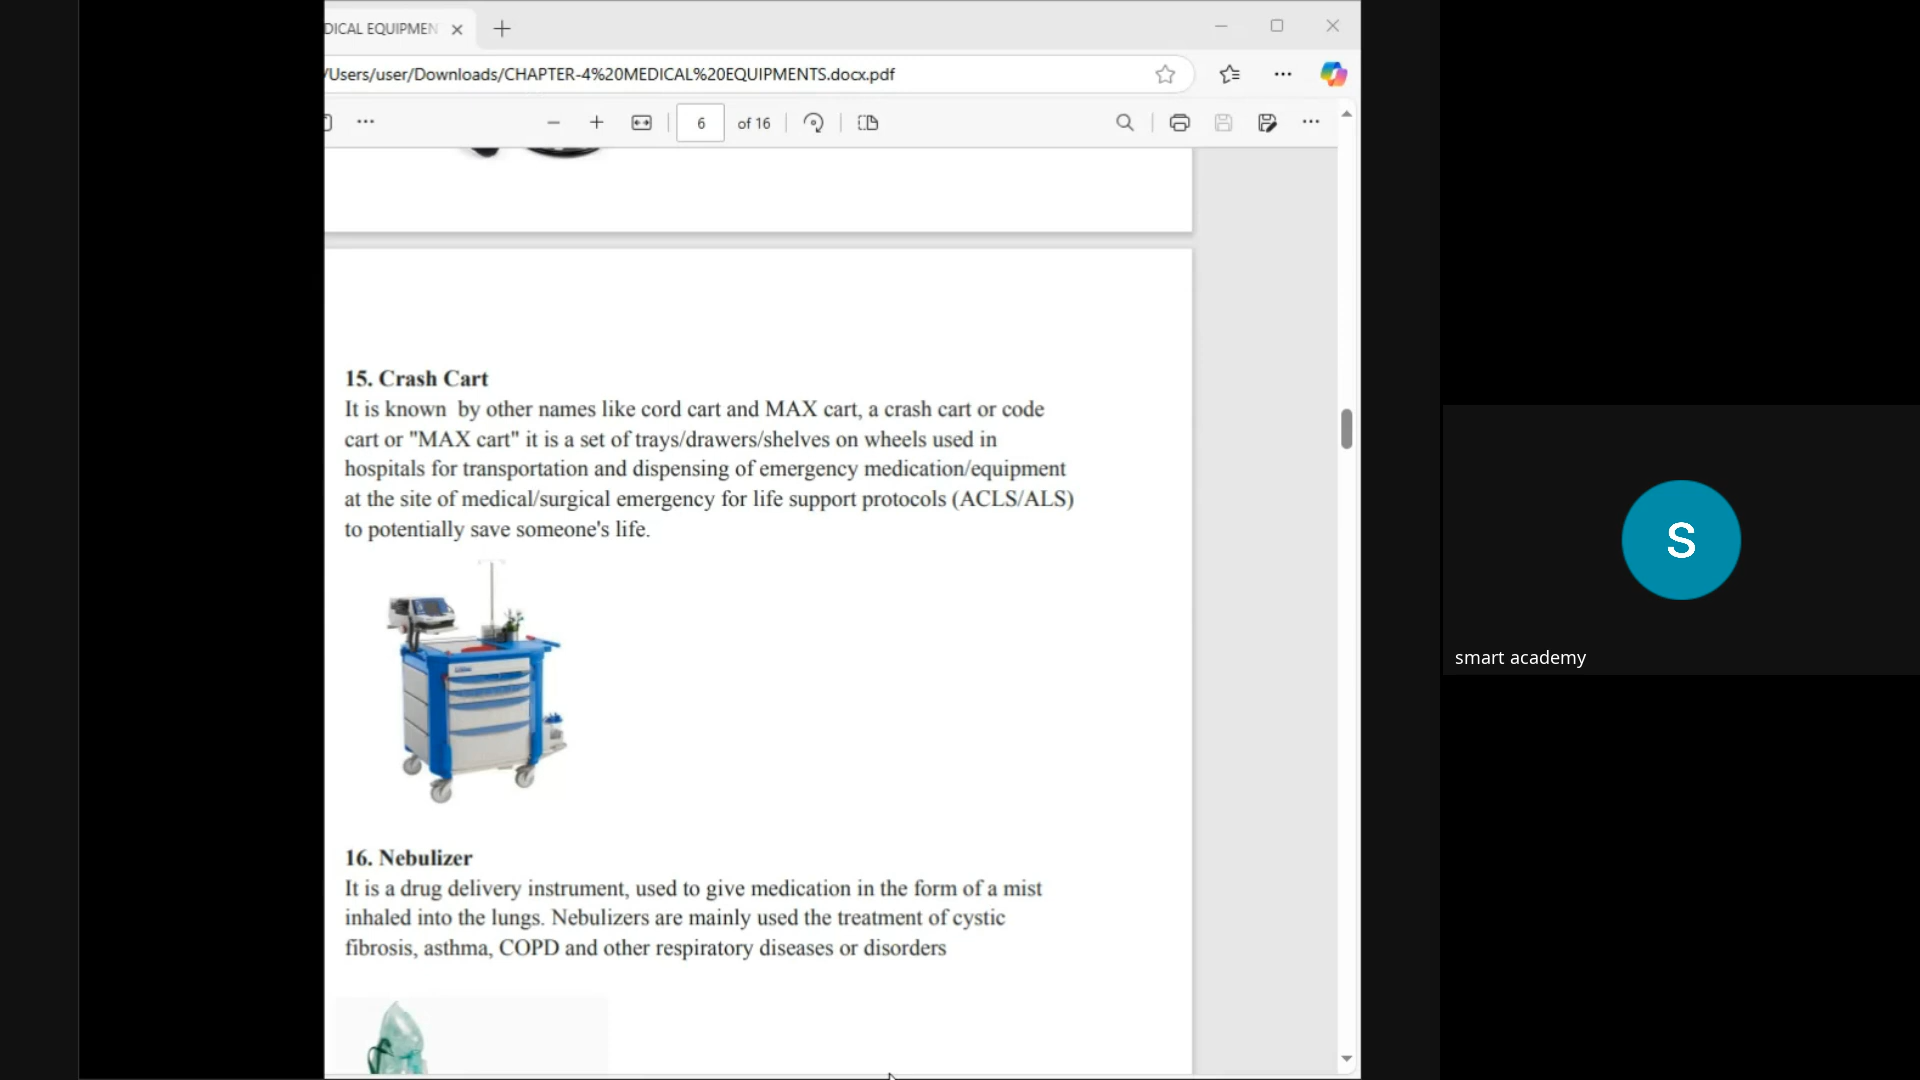 DICAL EQUIPMEN
/Users/user/Downloads/CHAPTER-4%20MEDICAL%20EQUIPMENTS.docx.pdf
6 of 16
15. Crash Cart
It is known  by other names like cord cart and MAX cart, a crash cart or code
cart or "MAX cart" it is a set of trays/drawers/shelves on wheels used in
hospitals for transportation and dispensing of emergency medication/equipment
at the site of medical/surgical emergency for life support protocols (ACLS/ALS)
to potentially save someone's life.
16. Nebulizer
It is a drug delivery instrument, used to give medication in the form of a mist
inhaled into the lungs. Nebulizers are mainly used the treatment of cystic
fibrosis, asthma, COPD and other respiratory diseases or disorders
S
smart academy